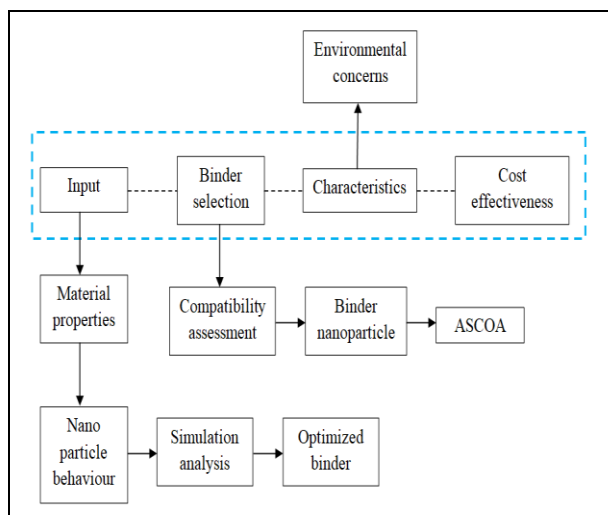 Environmental
concerns
Input
Binder
selection
Characteristics
Cost
effectiveness
Material
properties
Compatibility
assessment
Binder
nanoparticle
ASCOA
Nano
particle
behaviour
Simulation
analysis
Optimized
binder